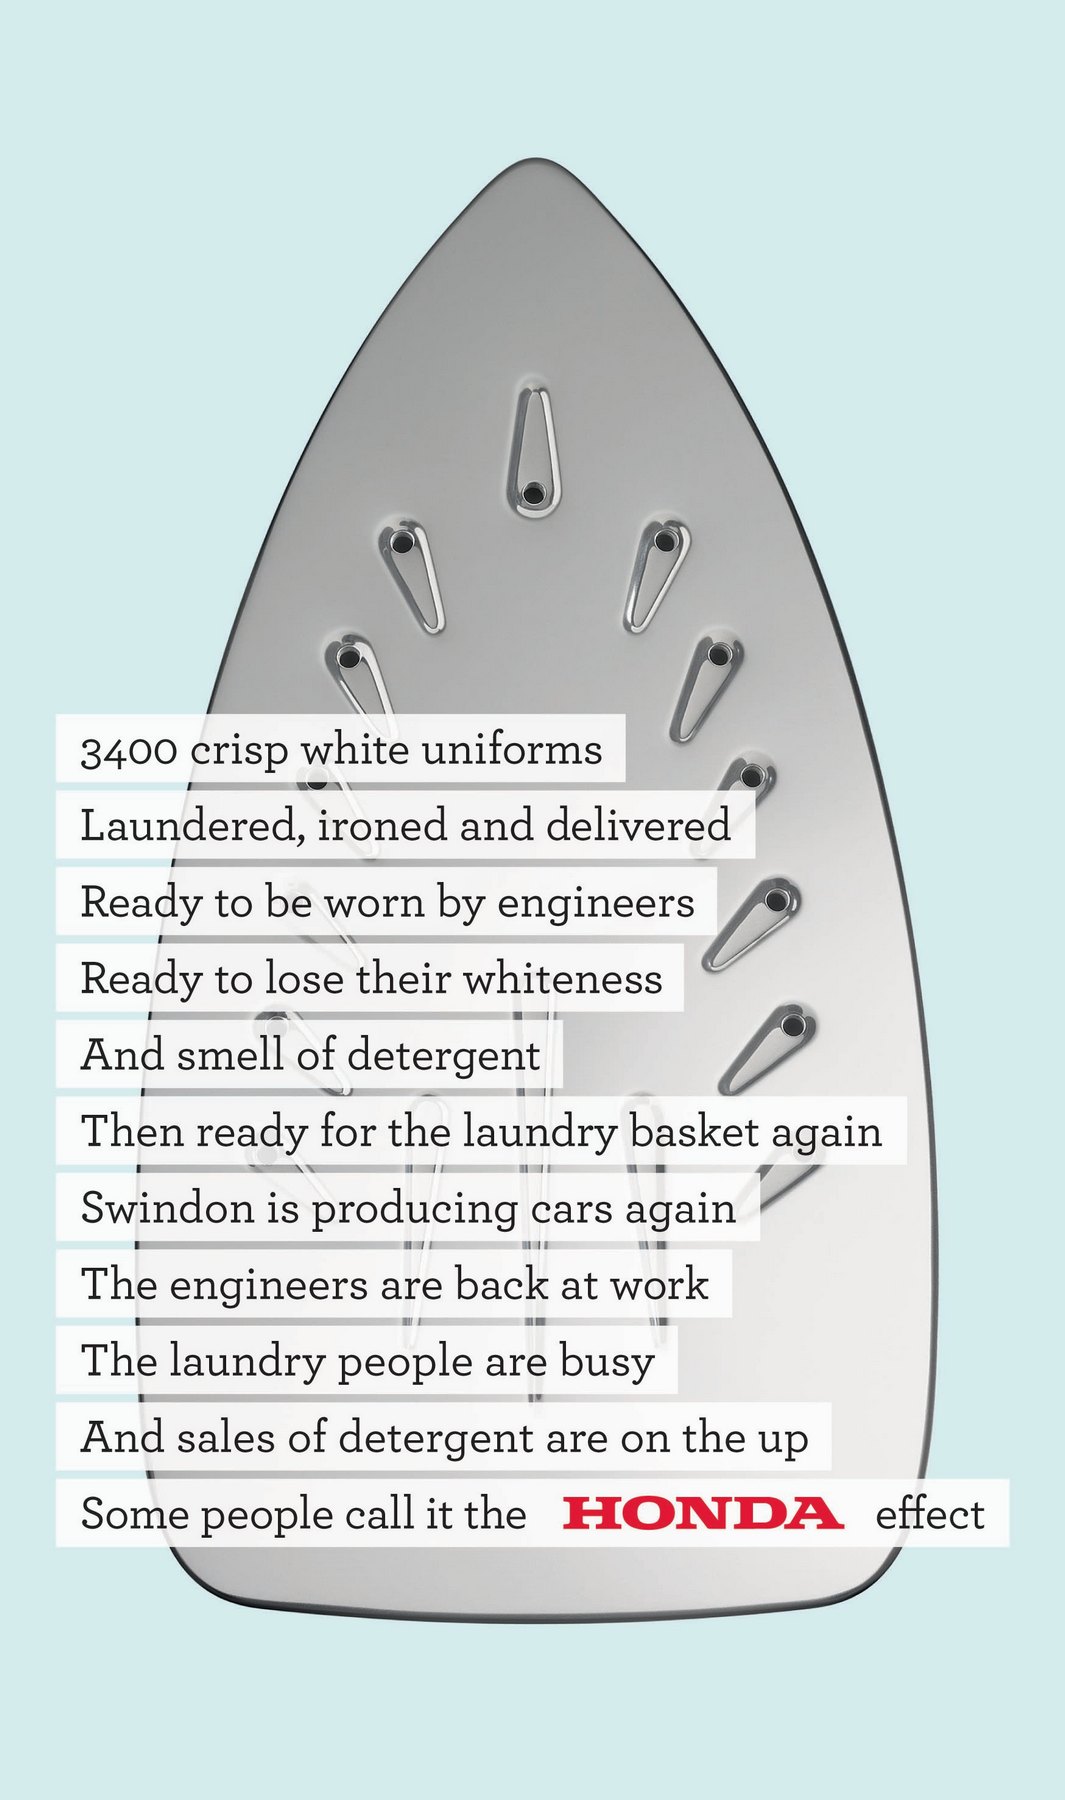 3400 crisp white uniforms
Laundered, ironed and delivered
Ready to be worn by engineers
Ready to lose their whiteness
And smell of detergent
Then ready for the laundry basket again
Swindon is producing cars again
The engineers are back at work
The laundry people are busy
And sales of detergent are on the up
Some people call it the HONDA effect